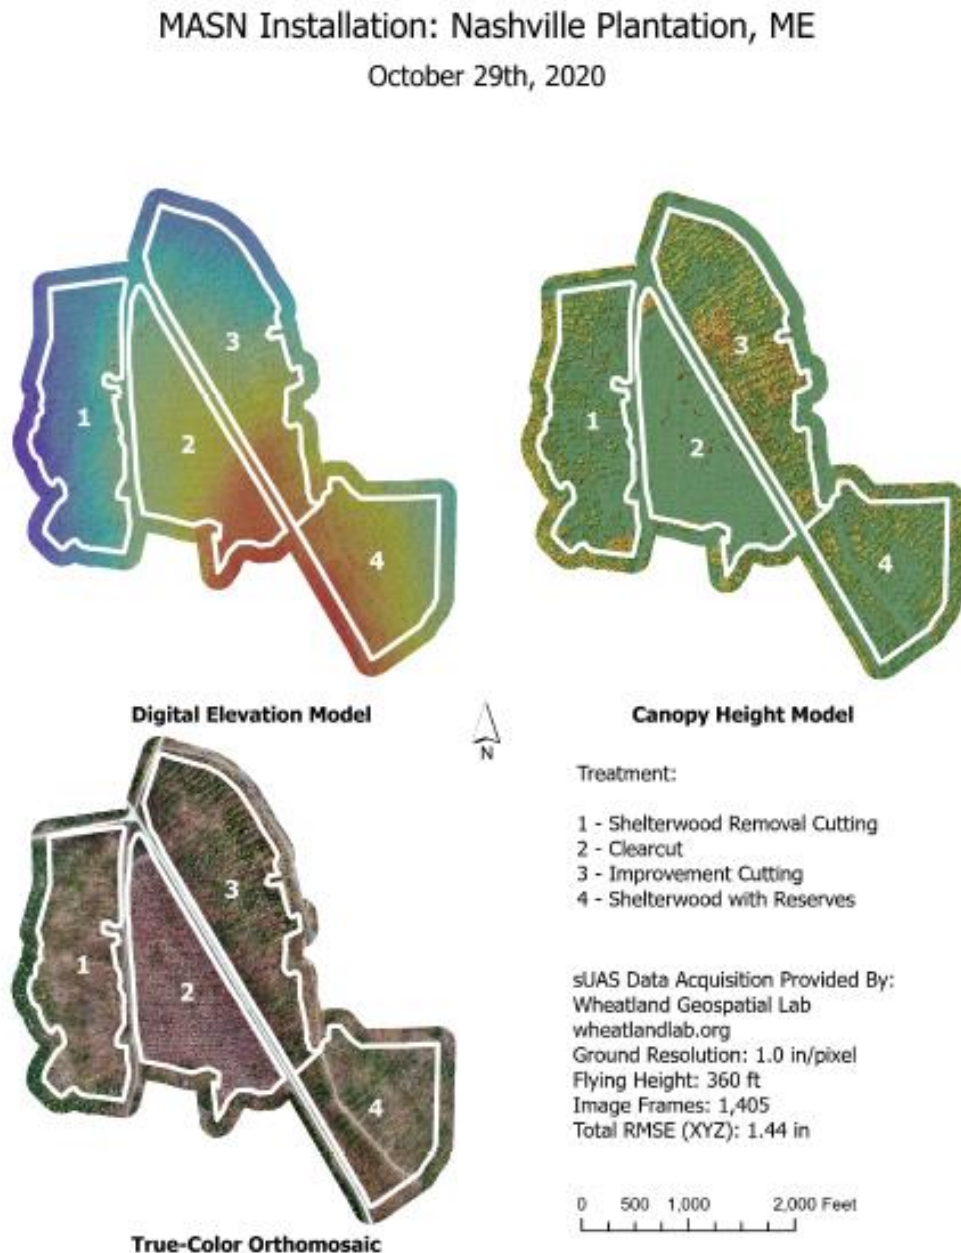 MASN Installation: Nashville Plantation, ME
October 29th, 2020
3
1
2
4
3
1
2
4
Digital Elevation Model
Canopy Height Model
N
3
1
2
4
Treatment:
1 - Shelterwood Removal Cutting
2 - Clearcut
3 - Improvement Cutting
4 - Shelterwood with Reserves
sUAS Data Acquisition Provided By:
Wheatland Geospatial Lab
wheatlandlab.org
Ground Resolution: 1.0 in/pixel
Flying Height: 360 ft
Image Frames: 1,405
Total RMSE (XYZ): 1.44 in
0 500 1,000 2,000 Feet
True-Color Orthomosaic